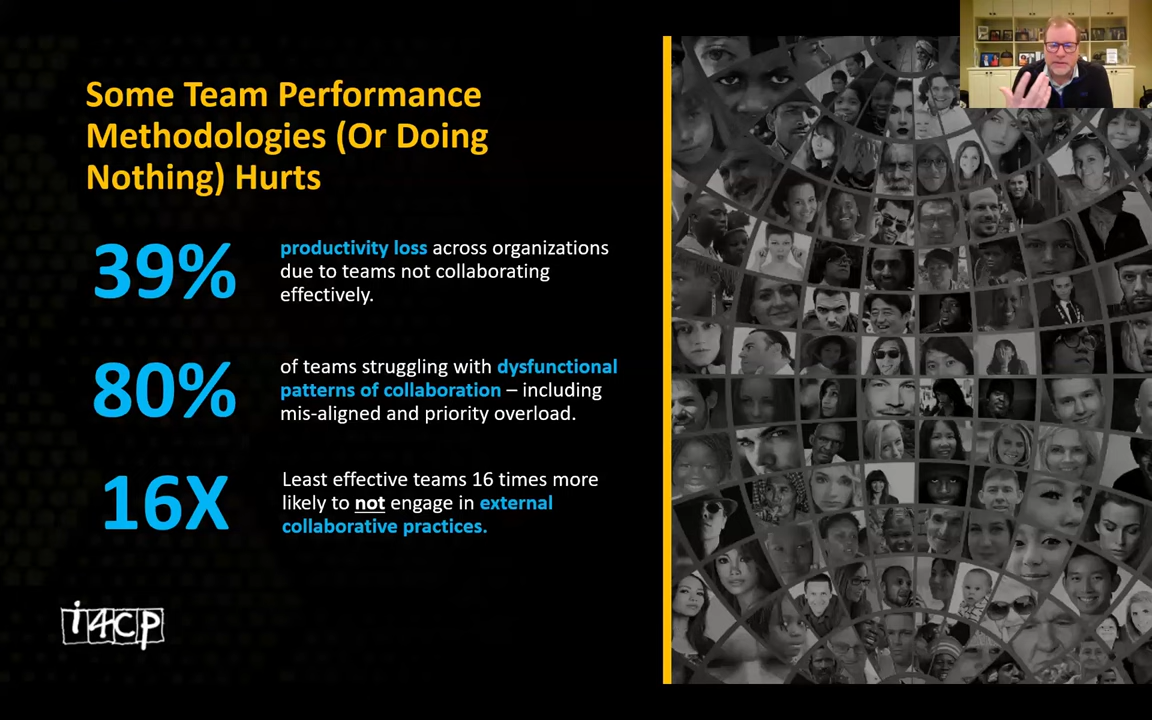 Some Team Performance
Methodologies (Or Doing
Nothing) Hurts
39%
productivity loss across organizations
due to teams not collaborating
effectively.
80%
of teams struggling with dysfunctional
patterns of collaboration – including
mis-aligned and priority overload.
16X
Least effective teams 16 times more
likely to not engage in external
collaborative practices.
i4cp